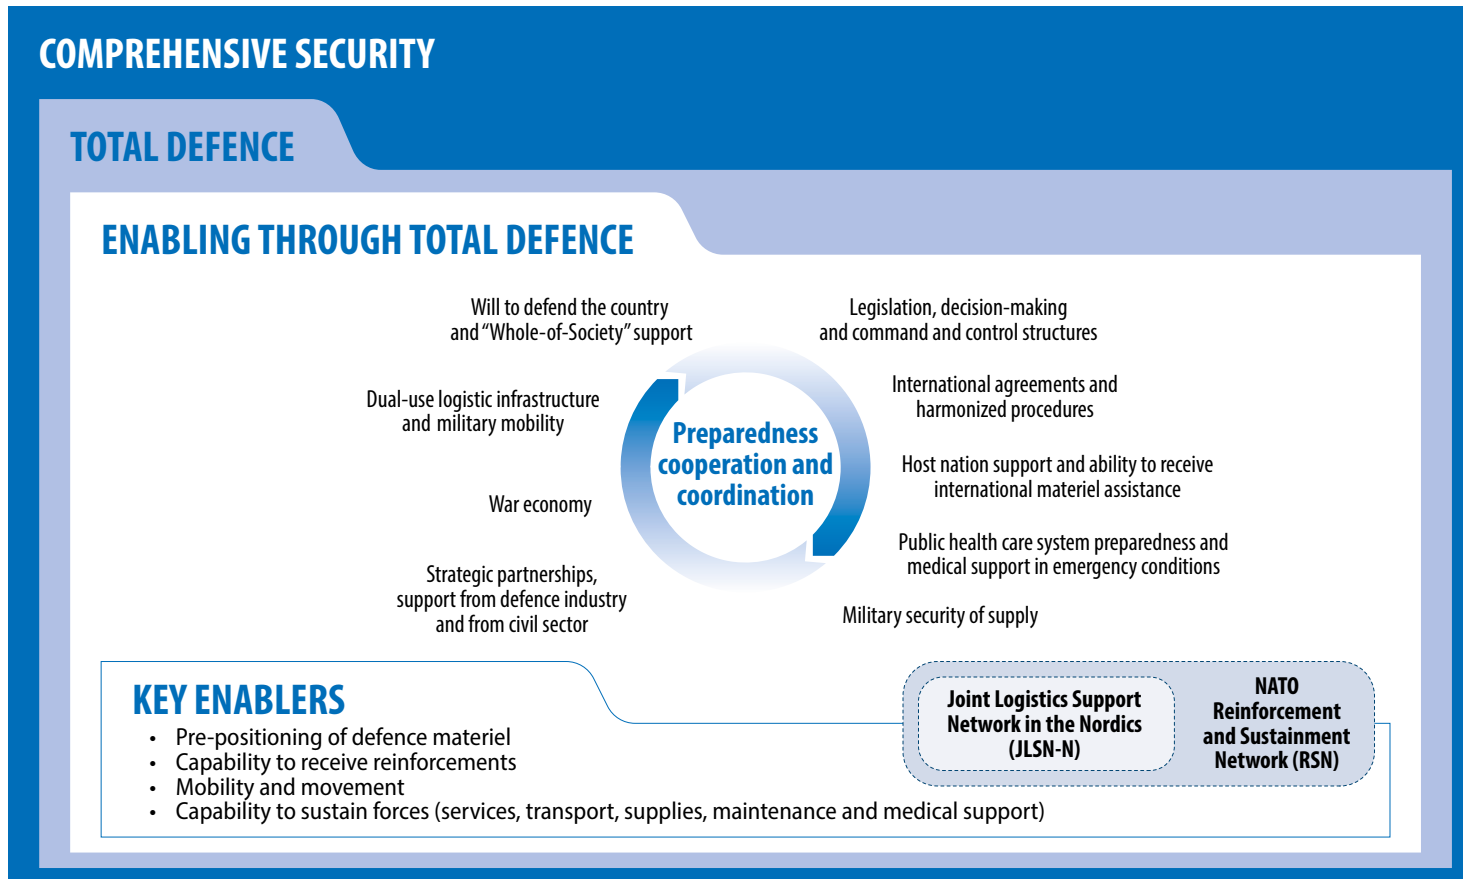 COMPREHENSIVE SECURITY
TOTAL DEFENCE
ENABLING THROUGH TOTAL DEFENCE
Will to defend the country
and “Whole-of-Society” support
Legislation, decision-making
and command and control structures
Dual-use logistic infrastructure
and military mobility
International agreements and
harmonized procedures
Preparedness
cooperation and
coordination
Host nation support and ability to receive
international materiel assistance
War economy
Public health care system preparedness and
medical support in emergency conditions
Strategic partnerships,
support from defence industry
and from civil sector
Military security of supply
KEY ENABLERS
• Pre-positioning of defence materiel
• Capability to receive reinforcements
• Mobility and movement
• Capability to sustain forces (services, transport, supplies, maintenance and medical support)
Joint Logistics Support
Network in the Nordics
(JLSN-N)
NATO
Reinforcement
and Sustainment
Network (RSN)